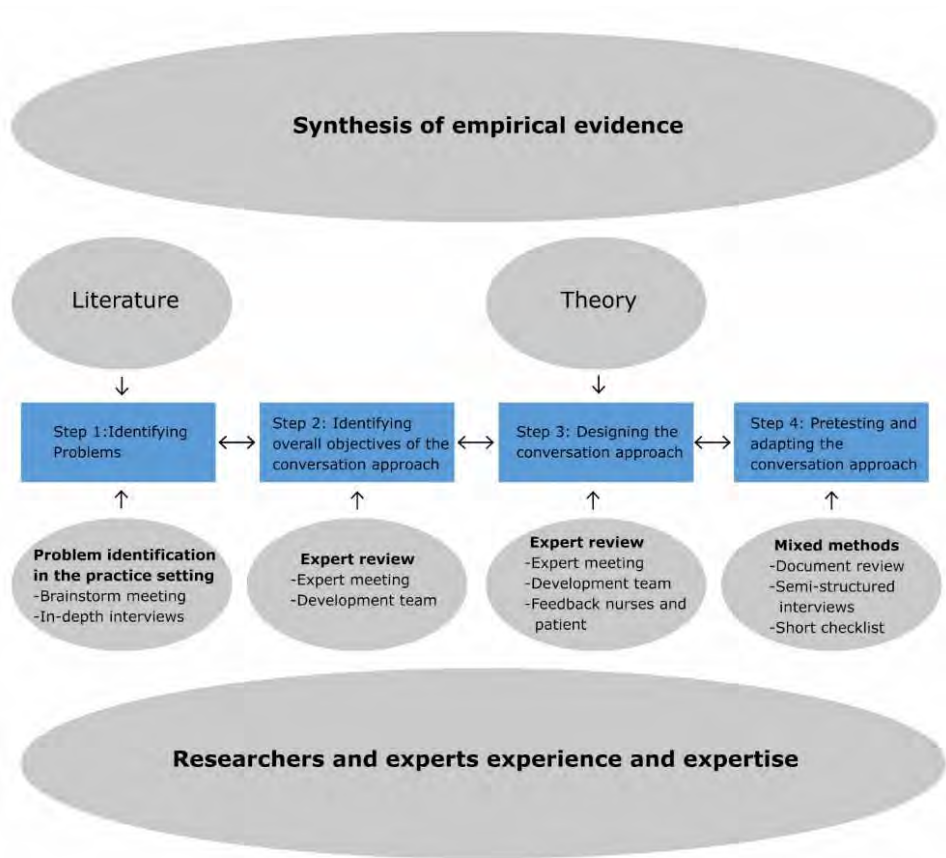 Synthesis of empirical evidence
Literature
Theory
Step 1:Identifying
Problems
Step 2: Identifying
overall objectives of the
conversation approach
Step 3: Designing the
conversation approach
Step 4: Pretesting and
adapting the
conversation approach
Problem identification
in the practice setting
-Brainstorm meeting
-In-depth interviews
Expert review
-Expert meeting
-Development team
Expert review
-Expert meeting
-Development team
-Feedback nurses and
patient
Mixed methods
-Document review
-Semi-structured
interviews
-Short checklist
Researchers and experts experience and expertise